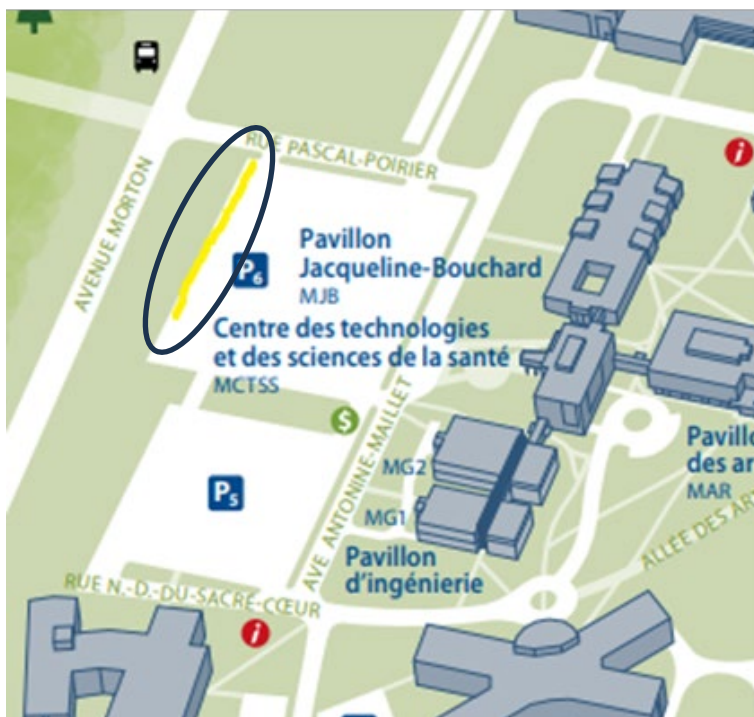 RUE PASCAL-POIRIER
AVENUE MORTON
P6
Pavillon
Jacqueline-Bouchard
MJB
Centre des technologies
et des sciences de la santé
MCTSS
$
P5
AVE ANTONINE-MAILLET
MG2
MG1
Pavillon
d'ingénierie
Pavillo
des ar
MAR
ALLÉE DES AR
RUE N.-D.-DU-SACRÉ-CŒUR
i
i